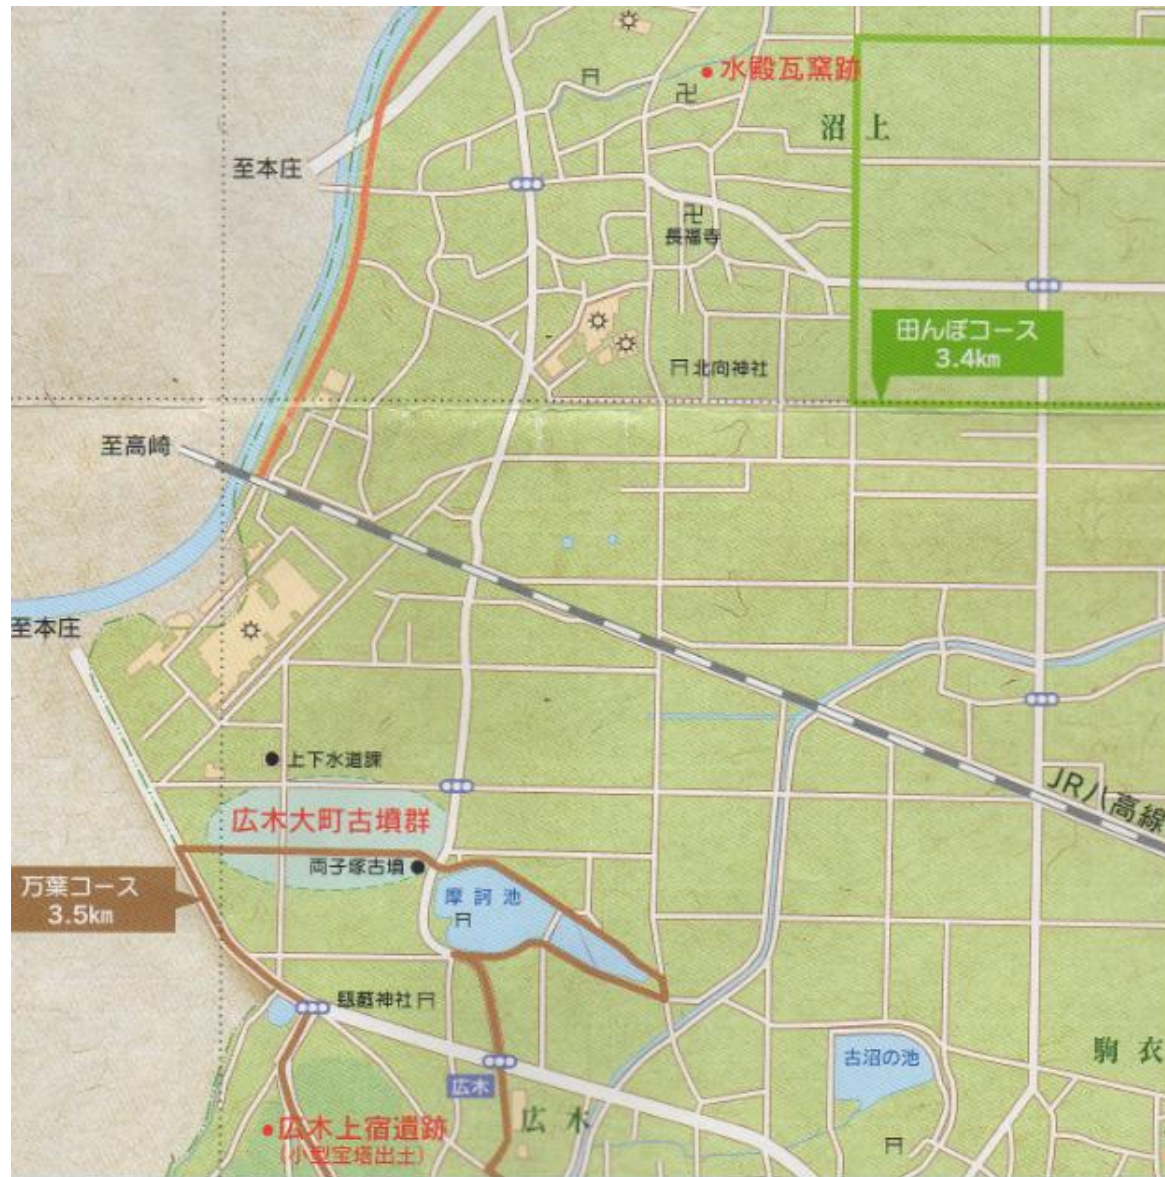 水殿瓦窯跡
沼上
至本庄
長福寺
田んぼコース
3.4km
北向神社
至高崎
至本庄
上下水道課
JR八高線
広木大町古墳群
両子塚古墳
万葉コース
3.5km
摩訶池
𤭖䔫神社
古沼の池
駒衣
広木
広木
広木上宿遺跡
(小型宝塔出土)